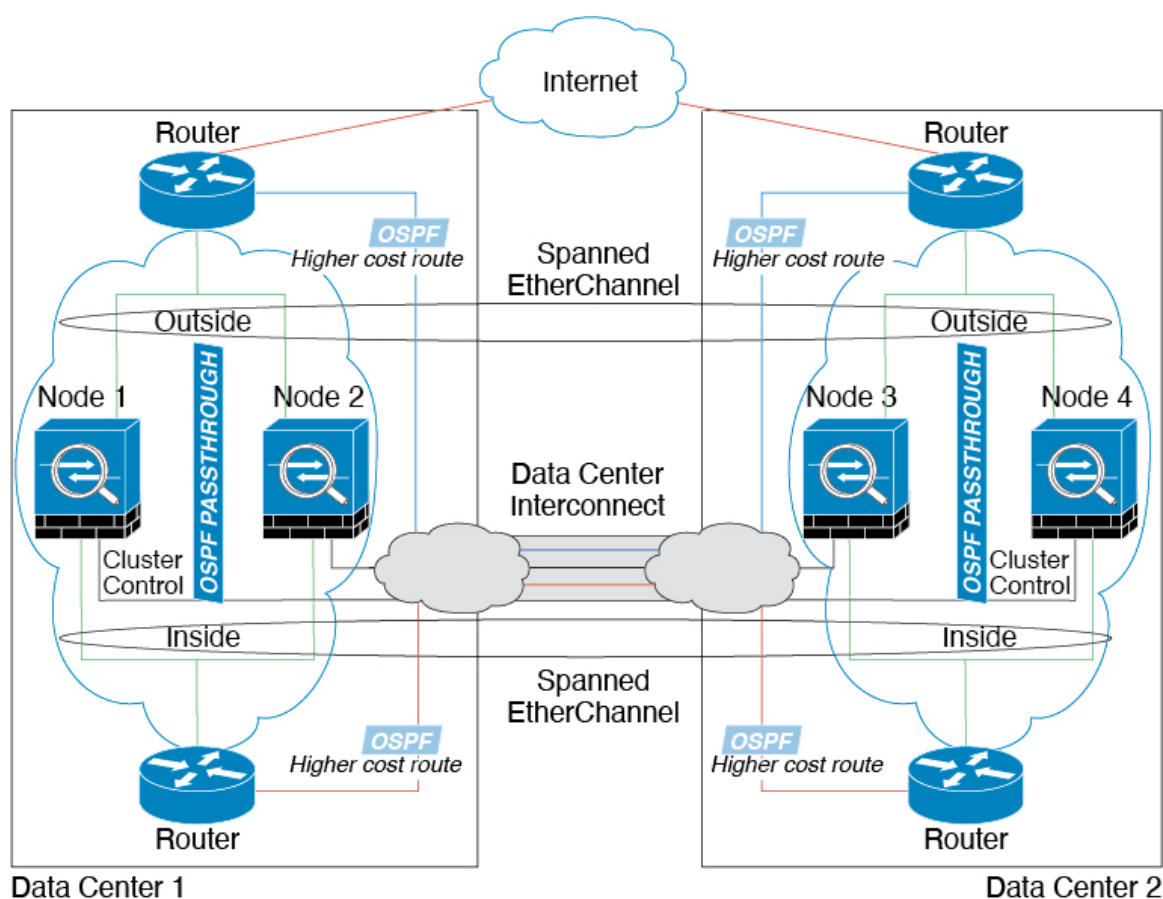 Internet
Router
Router
OSPF
Higher cost route
Spanned
EtherChannel
OSPF
Higher cost route
Outside
Outside
Node 1
OSPF PASSTHROUGH
Node 2
Node 3
OSPF PASSTHROUGH
Node 4
Data Center
Interconnect
Cluster
Control
Cluster
Control
Inside
Inside
Spanned
EtherChannel
OSPF
Higher cost route
OSPF
Higher cost route
Router
Router
Data Center 1
Data Center 2